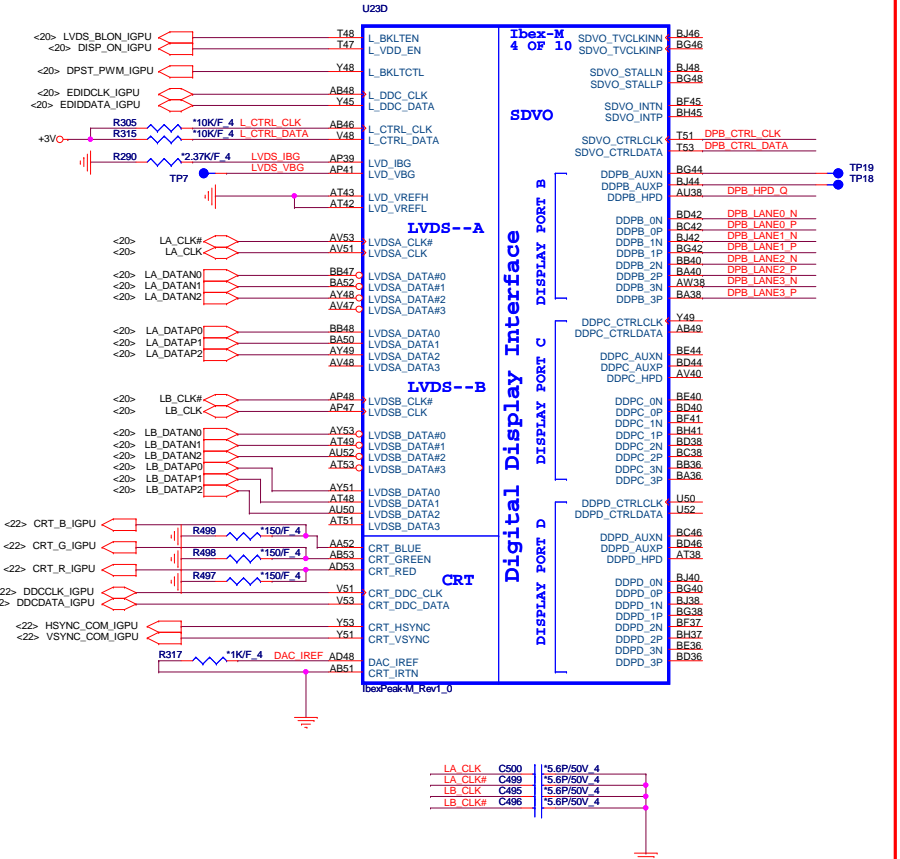 U23D
Ibex-M
4 OF 10
<20> LVDS_BLON_IGPU T48 L_BKLTEN SDVO_TVCLKINN BJ46
<20> DISP_ON_IGPU T47 L_VDD_EN SDVO_TVCLKINP BG46
<20> DPST_PWM_IGPU Y48 L_BKLTCTL SDVO_STALLN BJ48
SDVO_STALLP BG48
<20> EDIDCLK_IGPU AB48 L_DDC_CLK
<20> EDIDDATA_IGPU Y45 L_DDC_DATA SDVO_INTN BF45
SDVO SDVO_INTP BH45
R305 *10K/F_4 L_CTRL_CLK AB46 L_CTRL_CLK
+3V R315 *10K/F_4 L_CTRL_DATA V48 L_CTRL_DATA SDVO_CTRLCLK T51 DPB_CTRL_CLK
SDVO_CTRLDATA T53 DPB_CTRL_DATA
R290 *2.37K/F_4 LVDS_IBG AP39 LVD_IBG
TP7 LVDS_VBG AP41 LVD_VBG DDPB_AUXN BG44 TP19
DDPB_AUXP BJ44 TP18
AT43 LVD_VREFH DDPB_HPD AU38 DPB_HPD_Q
AT42 LVD_VREFL
DDPB_0N BD42 DPB_LANE0_N
LVDS--A DDPB_0P BC42 DPB_LANE0_P
<20> LA_CLK# AV53 LVDSA_CLK# DDPB_1N BJ42 DPB_LANE1_N
<20> LA_CLK AV51 LVDSA_CLK DDPB_1P BG42 DPB_LANE1_P
DDPB_2N BB40 DPB_LANE2_N
<20> LA_DATAN0 BB47 LVDSA_DATA#0 DDPB_2P BA40 DPB_LANE2_P
<20> LA_DATAN1 BA52 LVDSA_DATA#1 DDPB_3N AW38 DPB_LANE3_N
<20> LA_DATAN2 AY48 LVDSA_DATA#2 DDPB_3P BA38 DPB_LANE3_P
AV47 LVDSA_DATA#3
DISPLAY PORT B
DDPC_CTRLCLK Y49
<20> LA_DATAP0 BB48 LVDSA_DATA0 DDPC_CTRLDATA AB49
<20> LA_DATAP1 BA50 LVDSA_DATA1
<20> LA_DATAP2 AY49 LVDSA_DATA2 DDPC_AUXN BE44
AV48 LVDSA_DATA3 DDPC_AUXP BD44
DDPC_HPD AV40
LVDS--B
<20> LB_CLK# AP48 LVDSB_CLK# DDPC_0N BE40
<20> LB_CLK AP47 LVDSB_CLK DDPC_0P BD40
DDPC_1N BF41
<20> LB_DATAN0 AY53 LVDSB_DATA#0 DDPC_1P BH41
<20> LB_DATAN1 AT49 LVDSB_DATA#1 DDPC_2N BD38
<20> LB_DATAN2 AU52 LVDSB_DATA#2 DDPC_2P BC38
<20> LB_DATAP0 AT53 LVDSB_DATA#3 DDPC_3N BB36
<20> LB_DATAP1 DDPC_3P BA36
<20> LB_DATAP2 AY51 LVDSB_DATA0
DISPLAY PORT C
Digital Display Interface
AT48 LVDSB_DATA1 DDPD_CTRLCLK U50
AU50 LVDSB_DATA2 DDPD_CTRLDATA U52
AT51 LVDSB_DATA3
<22> CRT_B_IGPU R499 *150/F_4 AA52 CRT_BLUE DDPD_AUXN BC46
DDPD_AUXP BD46
<22> CRT_G_IGPU R498 *150/F_4 AB53 CRT_GREEN DDPD_HPD AT38
<22> CRT_R_IGPU R497 *150/F_4 AD53 CRT_RED
CRT DDPD_0N BJ40
22> DDCCLK_IGPU V51 CRT_DDC_CLK DDPD_0P BG40
2> DDCDATA_IGPU V53 CRT_DDC_DATA DDPD_1N BJ38
DDPD_1P BG38
<22> HSYNC_COM_IGPU Y53 CRT_HSYNC DDPD_2N BF37
<22> VSYNC_COM_IGPU Y51 CRT_VSYNC DDPD_2P BH37
DDPD_3N BE36
R317 *1K/F_4 DAC_IREF AD48 DAC_IREF DDPD_3P BD36
AB51 CRT_IRTN
DISPLAY PORT D
IbexPeak-M_Rev1_0
LA_CLK C500 *5.6P/50V_4
LA_CLK# C499 *5.6P/50V_4
LB_CLK C495 *5.6P/50V_4
LB_CLK# C496 *5.6P/50V_4